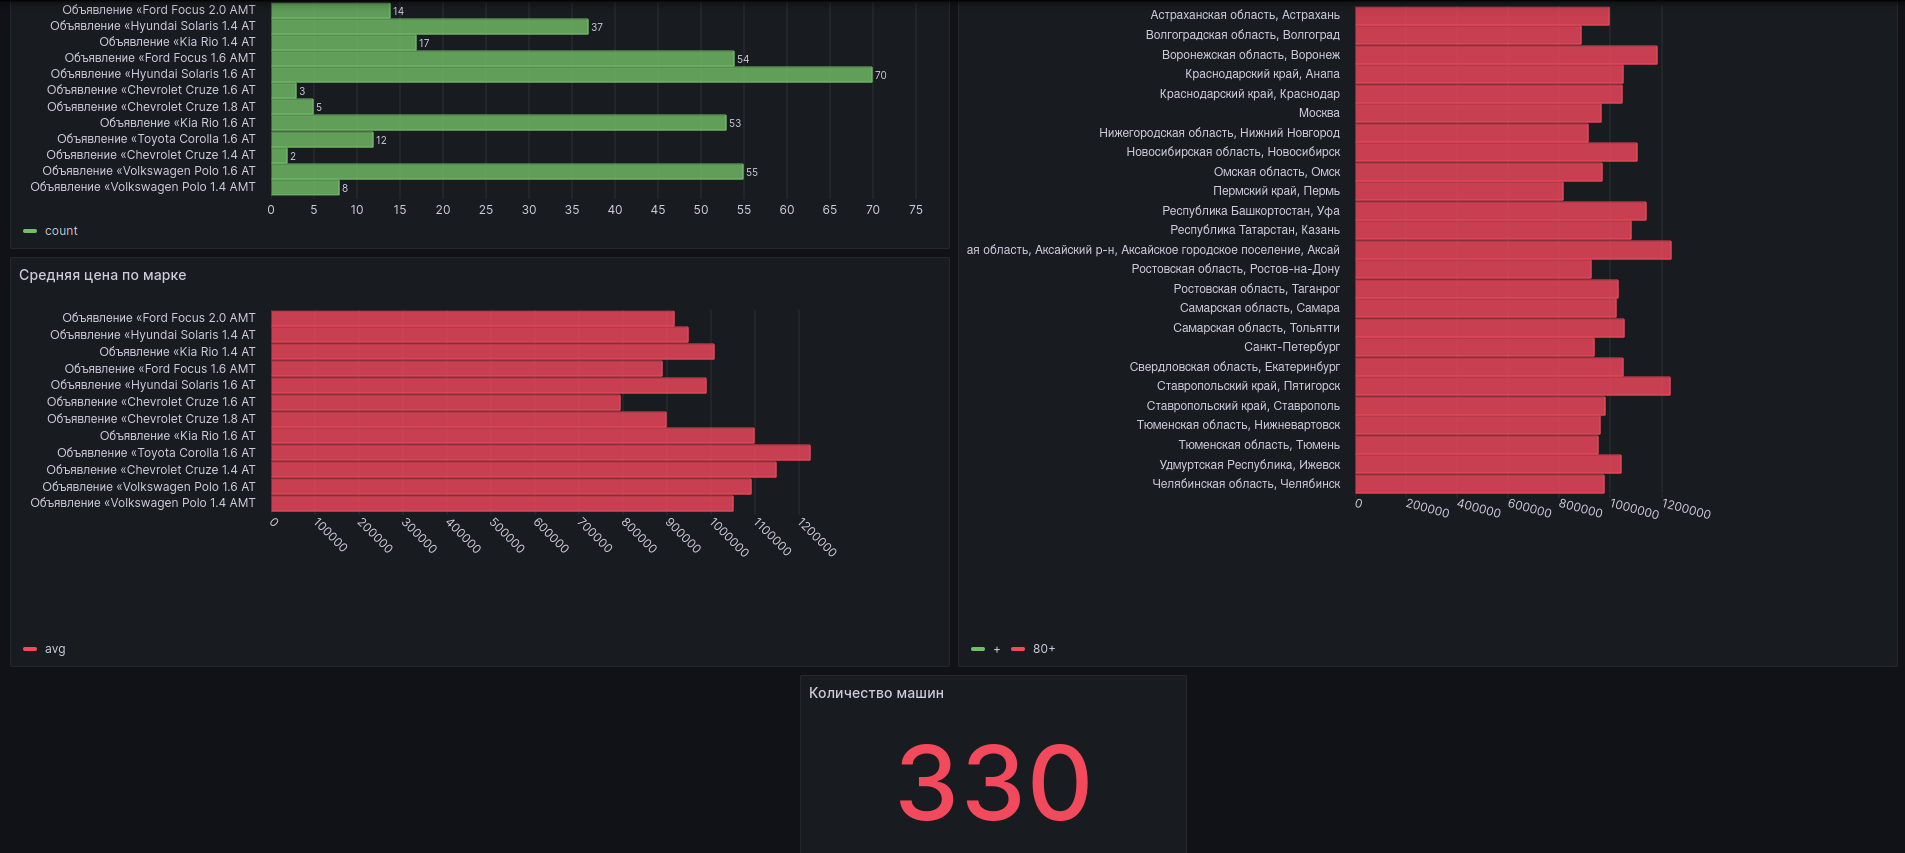 Объявление «Ford Focus 2.0 AMT 14
Объявление «Hyundai Solaris 1.4 AT 37
Объявление «Kia Rio 1.4 AT 17
Объявление «Ford Focus 1.6 AMT 54
Объявление «Hyundai Solaris 1.6 AT 70
Объявление «Chevrolet Cruze 1.6 AT 3
Объявление «Chevrolet Cruze 1.8 AT 5
Объявление «Kia Rio 1.6 AT 53
Объявление «Toyota Corolla 1.6 AT 12
Объявление «Chevrolet Cruze 1.4 AT 2
Объявление «Volkswagen Polo 1.6 AT 55
Объявление «Volkswagen Polo 1.4 AMT 8
0 5 10 15 20 25 30 35 40 45 50 55 60 65 70 75
count
Средняя цена по марке
Объявление «Ford Focus 2.0 AMT
Объявление «Hyundai Solaris 1.4 AT
Объявление «Kia Rio 1.4 AT
Объявление «Ford Focus 1.6 AMT
Объявление «Hyundai Solaris 1.6 AT
Объявление «Chevrolet Cruze 1.6 AT
Объявление «Chevrolet Cruze 1.8 AT
Объявление «Kia Rio 1.6 AT
Объявление «Toyota Corolla 1.6 AT
Объявление «Chevrolet Cruze 1.4 AT
Объявление «Volkswagen Polo 1.6 AT
Объявление «Volkswagen Polo 1.4 AMT
0 100000 200000 300000 400000 500000 600000 700000 800000 900000 1000000 1100000 1200000
avg
Астраханская область, Астрахань
Волгоградская область, Волгоград
Воронежская область, Воронеж
Краснодарский край, Анапа
Краснодарский край, Краснодар
Москва
Нижегородская область, Нижний Новгород
Новосибирская область, Новосибирск
Омская область, Омск
Пермский край, Пермь
Республика Башкортостан, Уфа
Республика Татарстан, Казань
ая область, Аксайский р-н, Аксайское городское поселение, Аксай
Ростовская область, Ростов-на-Дону
Ростовская область, Таганрог
Самарская область, Самара
Самарская область, Тольятти
Санкт-Петербург
Свердловская область, Екатеринбург
Ставропольский край, Пятигорск
Ставропольский край, Ставрополь
Тюменская область, Нижневартовск
Тюменская область, Тюмень
Удмуртская Республика, Ижевск
Челябинская область, Челябинск
0 200000 400000 600000 800000 1000000 1200000
+ 80+
Количество машин
330